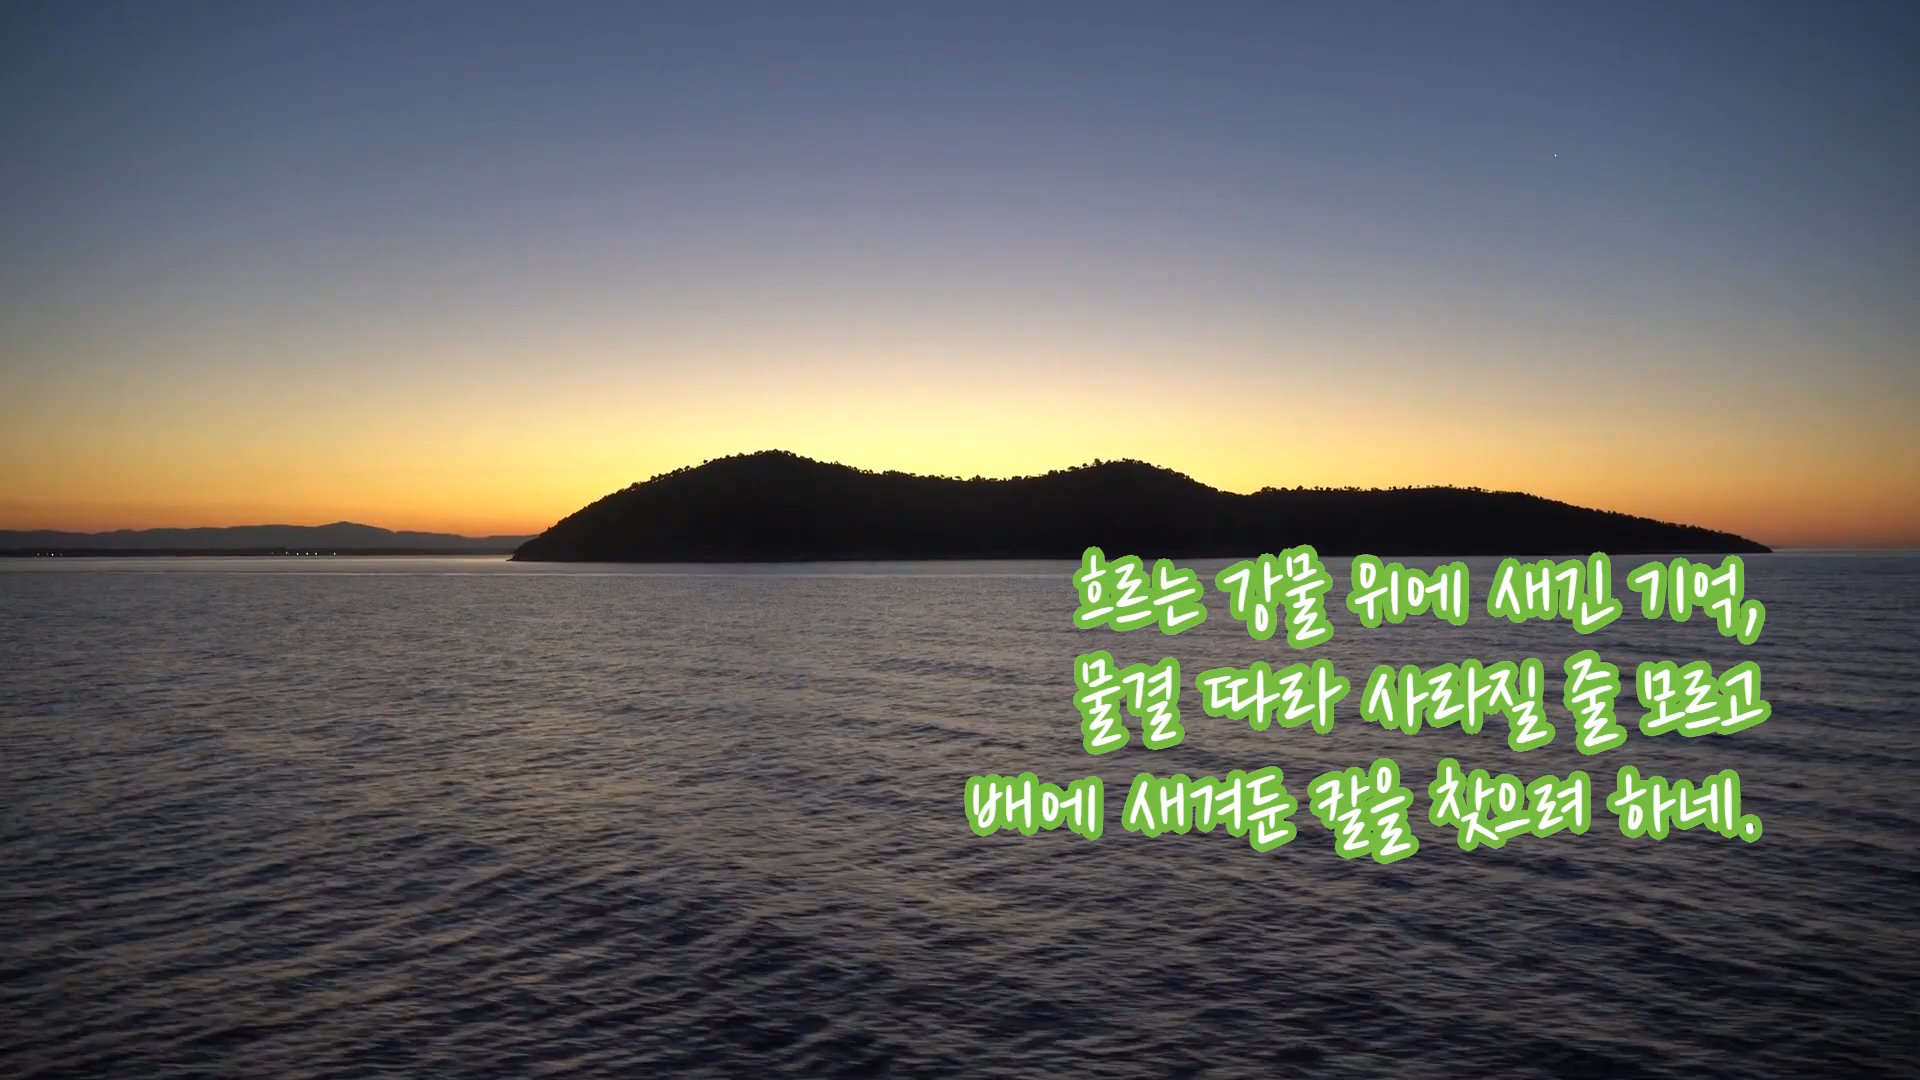 흐르는 강물 위에 새긴 기억,
물결 따라 사라질 줄 모르고
배에 새겨둔 칼을 찾으려 하네.